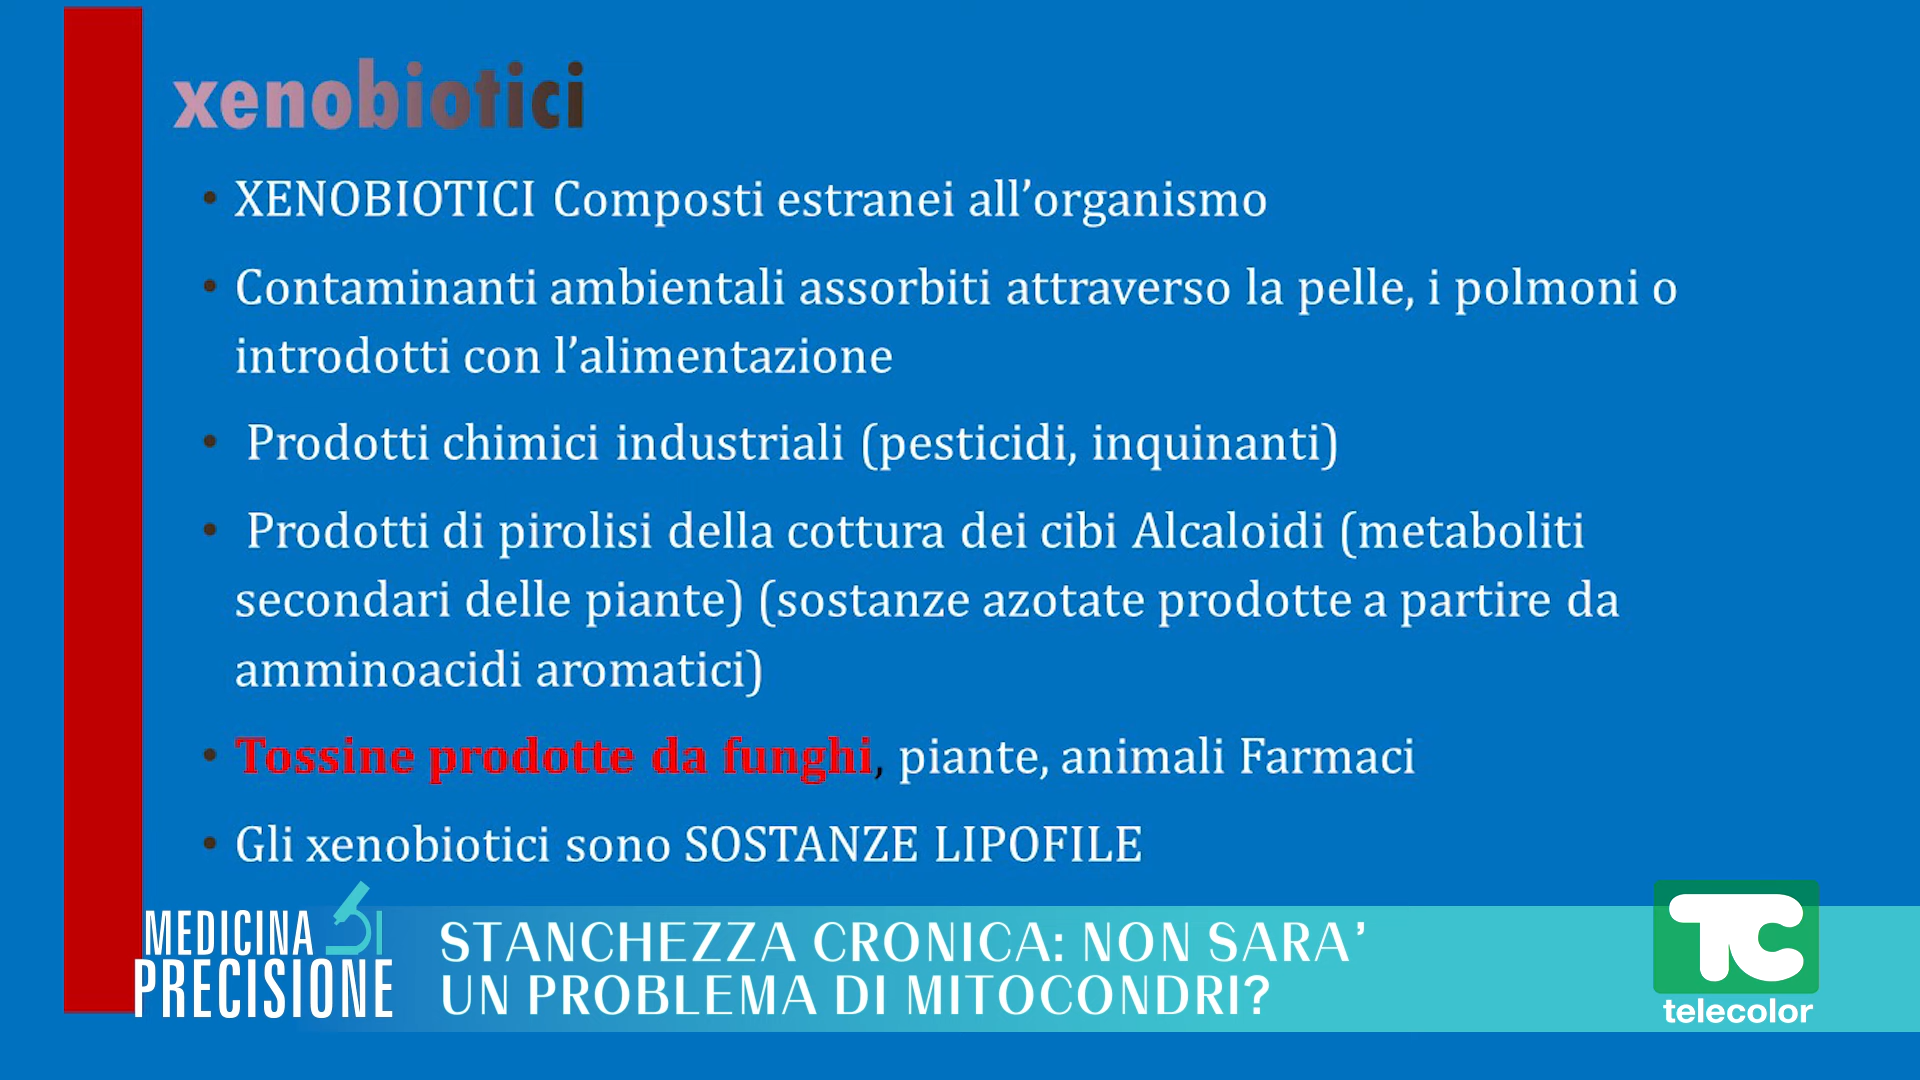 xenobiotici
• XENOBIOTICI Composti estranei all’organismo
• Contaminanti ambientali assorbiti attraverso la pelle, i polmoni o
introdotti con l’alimentazione
• Prodotti chimici industriali (pesticidi, inquinanti)
• Prodotti di pirolisi della cottura dei cibi Alcaloidi (metaboliti
secondari delle piante) (sostanze azotate prodotte a partire da
amminoacidi aromatici)
• Tossine prodotte da funghi, piante, animali Farmaci
• Gli xenobiotici sono SOSTANZE LIPOFILE
MEDICINA DI
PRECISIONE
STANCHEZZA CRONICA: NON SARA’
UN PROBLEMA DI MITOCONDRI?
TC
telecolor